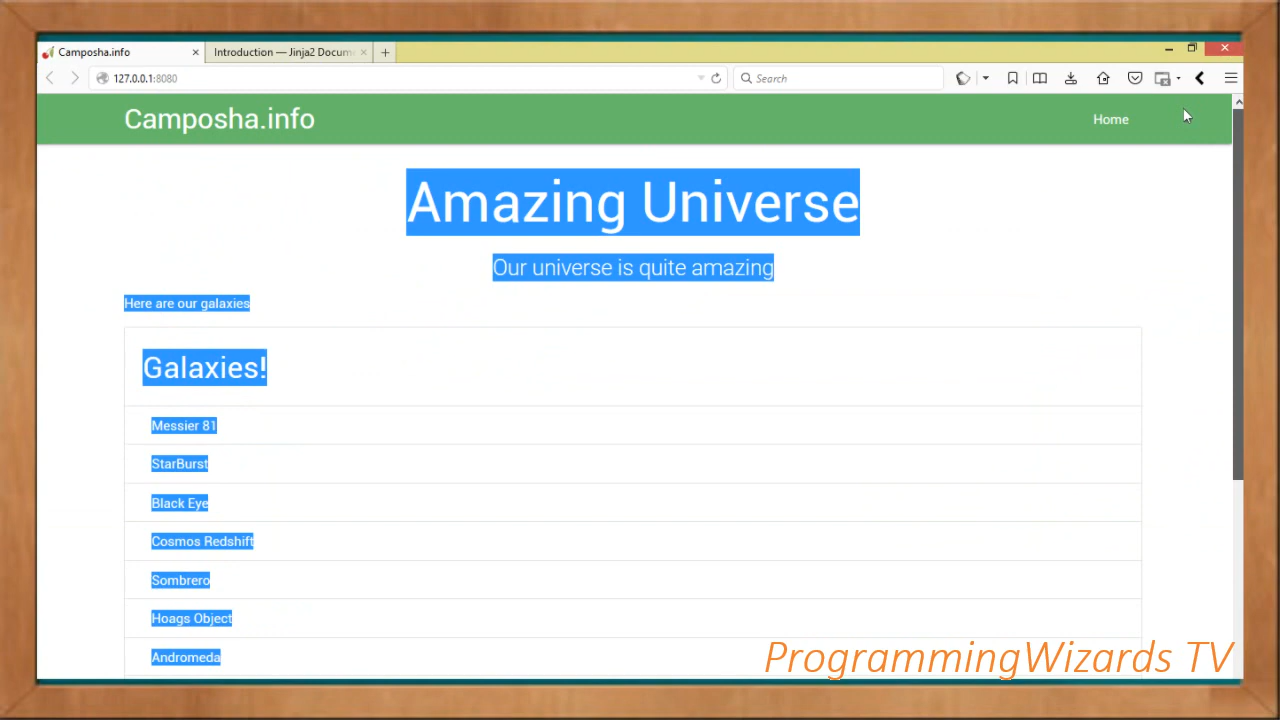 Camposha.info
Introduction — Jinja2 Docum
127.0.0.1:8080
Search
Camposha.info
Home
Amazing Universe
Our universe is quite amazing
Here are our galaxies
Galaxies!
Messier 81
StarBurst
Black Eye
Cosmos Redshift
Sombrero
Hoags Object
Andromeda
ProgrammingWizards TV